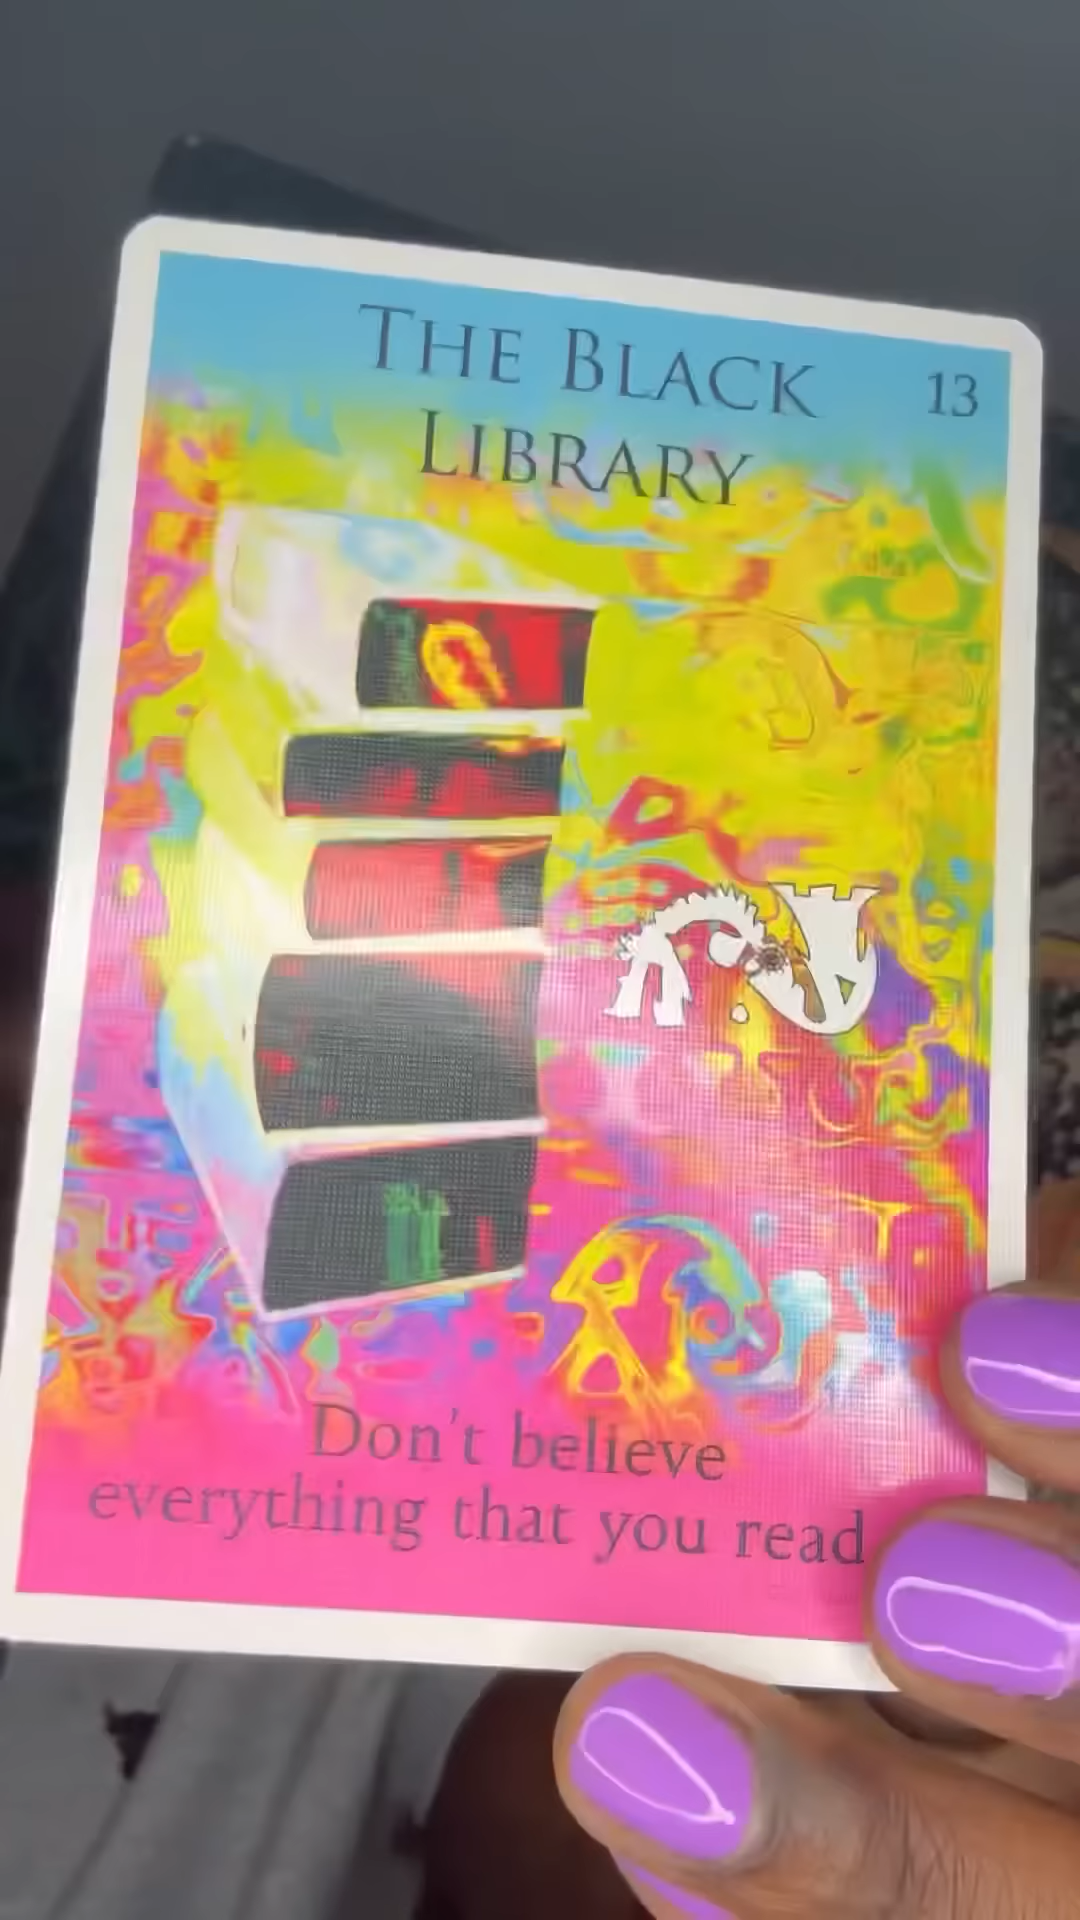 THE BLACK
13
LIBRARY
Don't believe
everything that you read